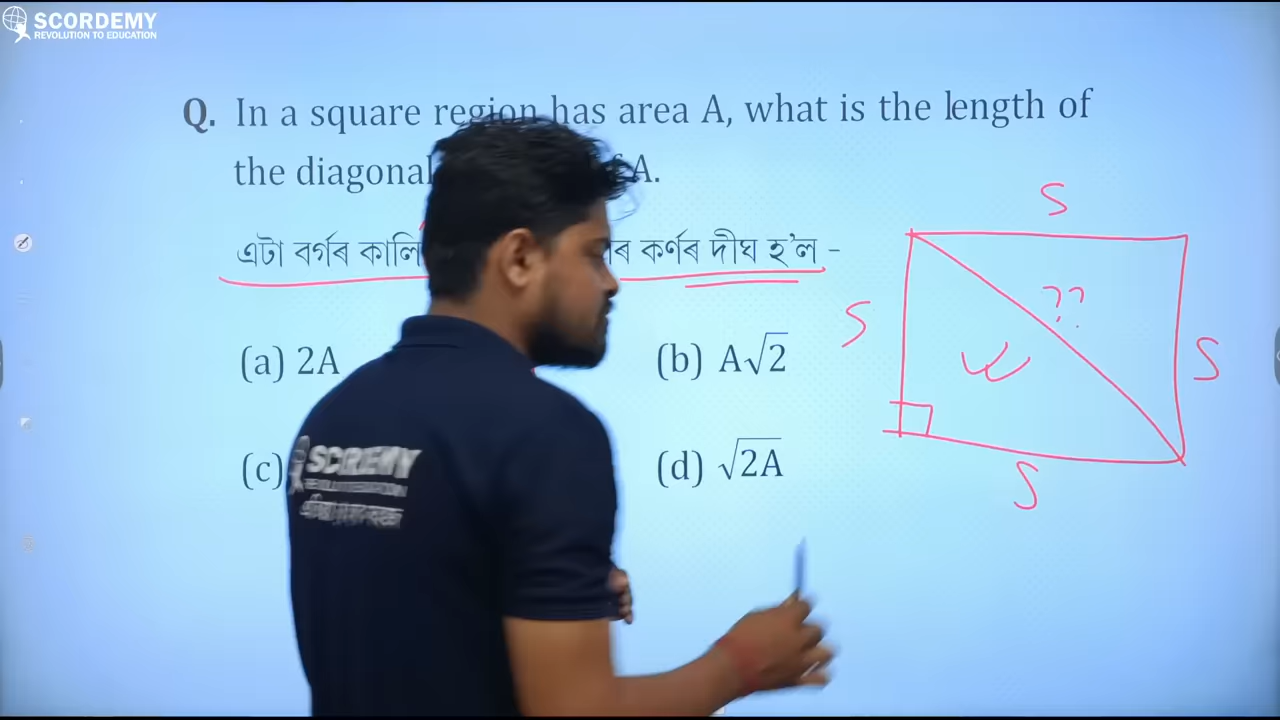 SCORDEMY
REVOLUTION TO EDUCATION
Q. In a square region has area A, what is the length of
the diagonal A.
এটা বৰ্গৰ কালি কৰ্ণৰ দীঘ হ'ল -
(a) 2A
(b) A√2
(c)
(d) √2A
S
S
??
S
S
SCOREMY